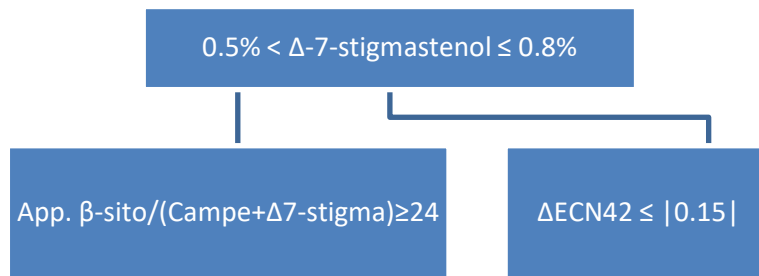 0.5% < Δ-7-stigmastenol ≤ 0.8%
App. β-sito/(Campe+Δ7-stigma)≥24
ΔECN42 ≤ |0.15|